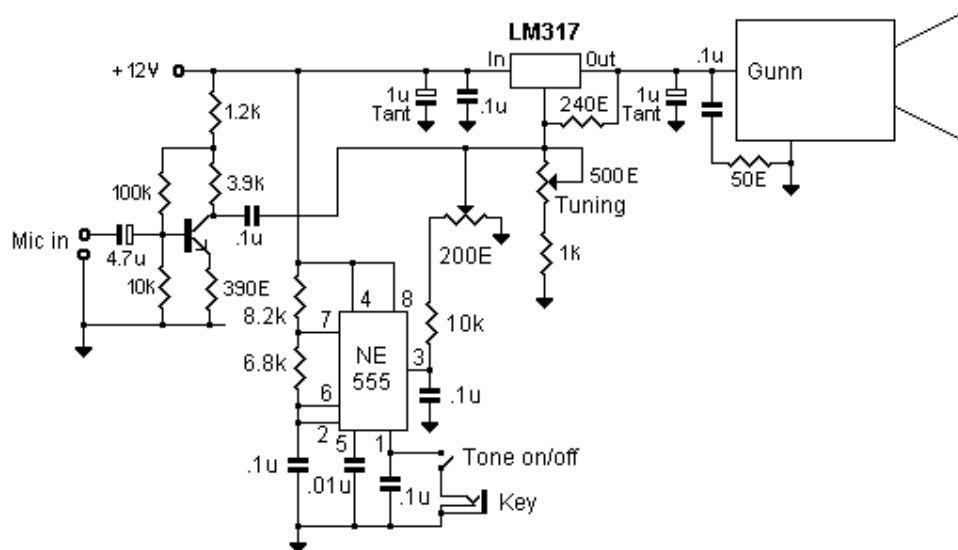 LM317
+12V
In
Out
.1u
Gunn
1u
Tant
.1u
240E
1u
Tant
1.2k
50E
100k
3.9k
500E
Tuning
Mic in
4.7u
.1u
10k
390E
200E
1k
8.2k
4
8
7
10k
6.8k
NE
555
3
6
.1u
2
5
1
.1u
.01u
.1u
Tone on/off
Key